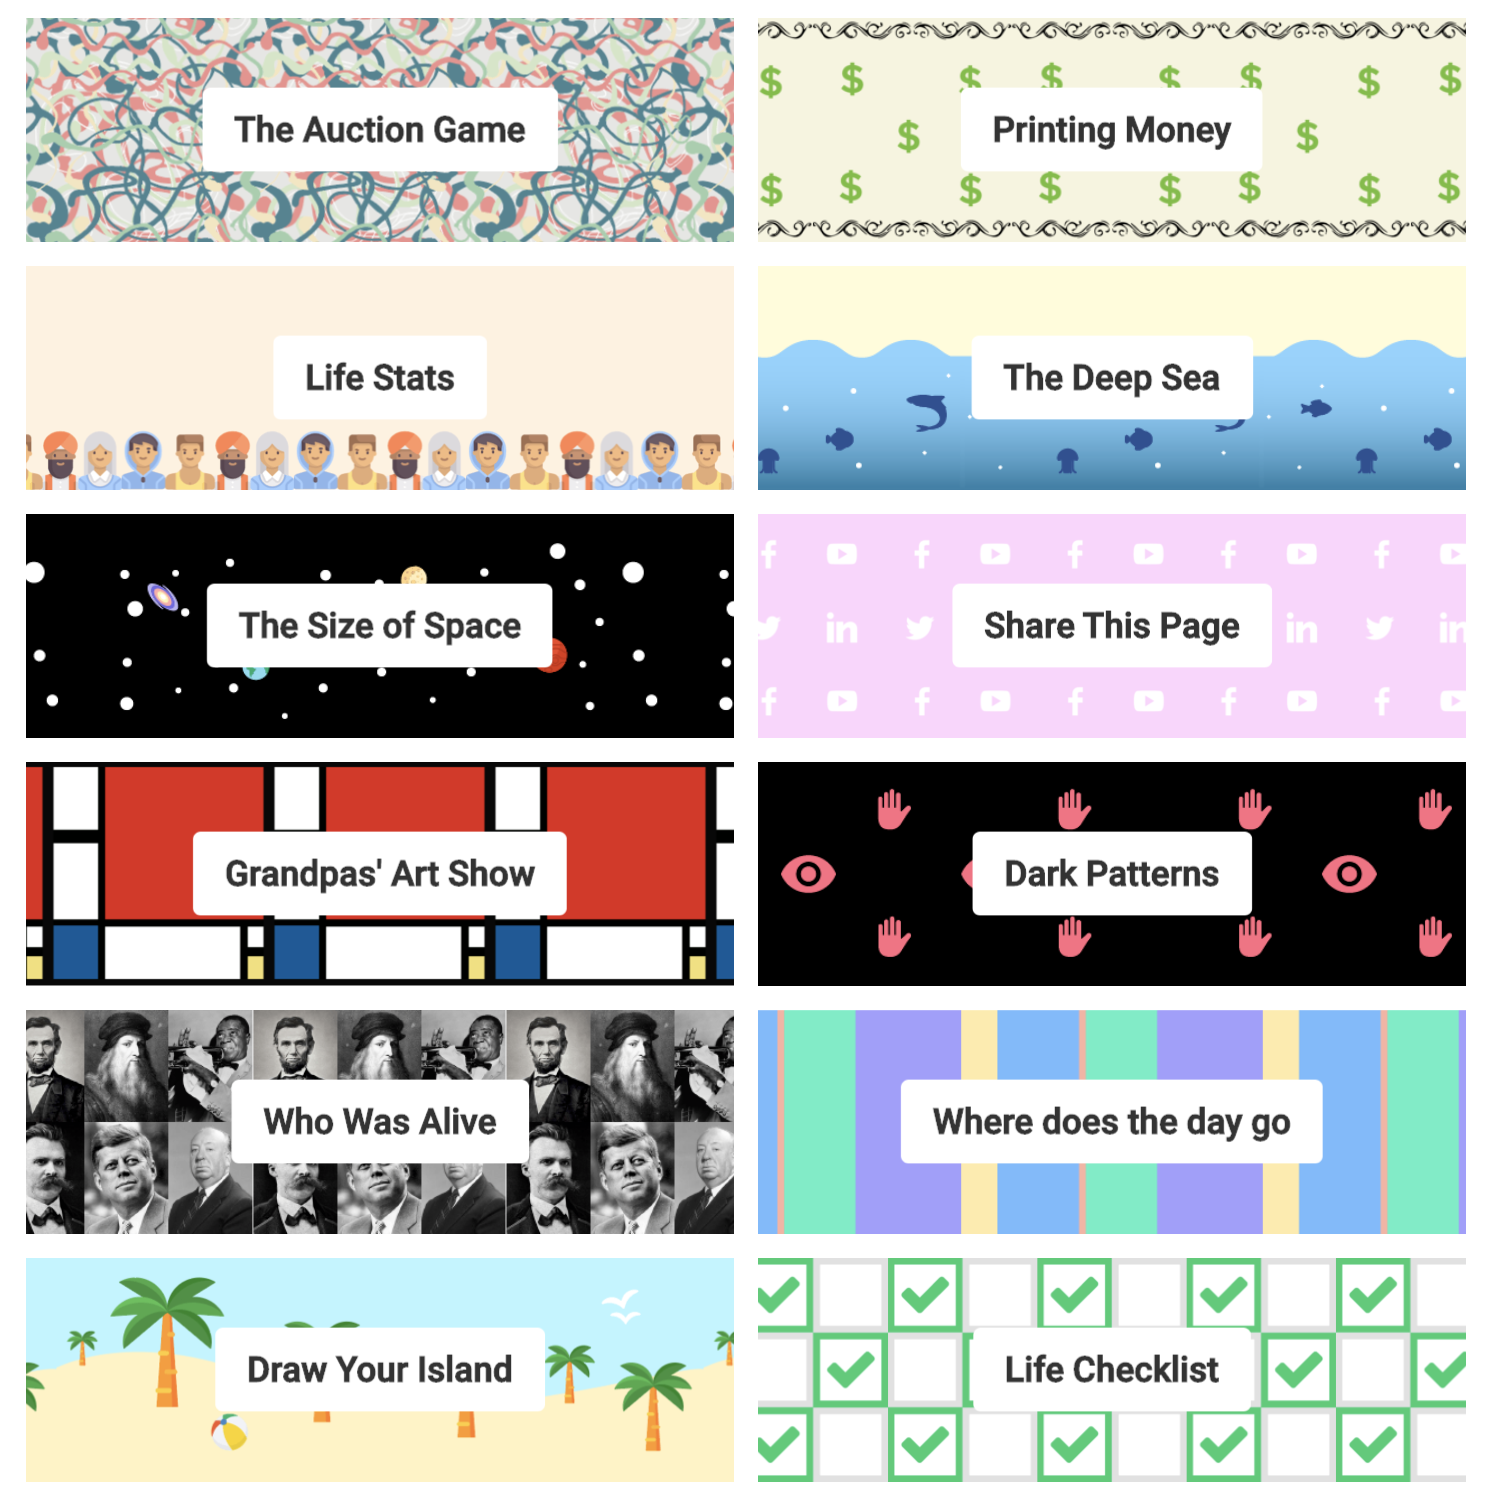 The Auction Game
Printing Money
Life Stats
The Deep Sea
The Size of Space
Share This Page
Grandpas' Art Show
Dark Patterns
Who Was Alive
Where does the day go
Draw Your Island
Life Checklist